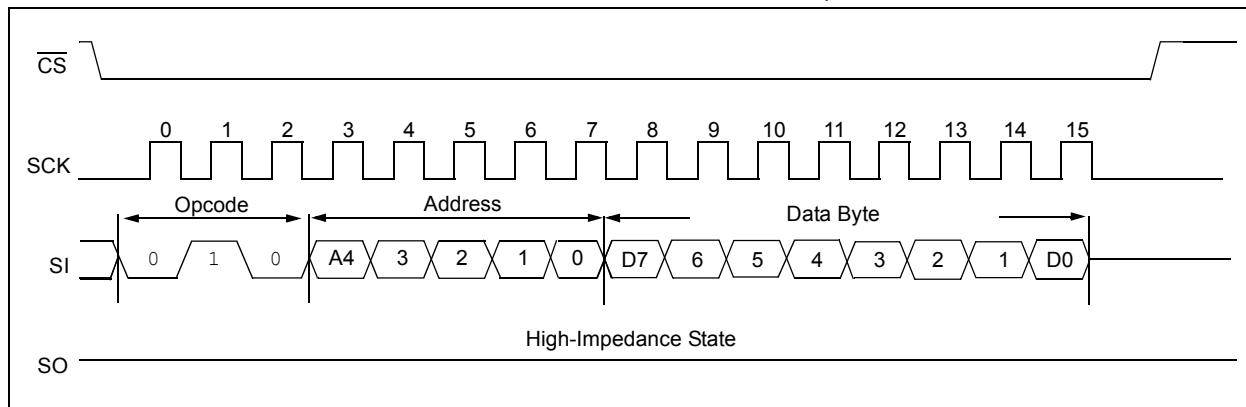 CS
0 1 2 3 4 5 6 7 8 9 10 11 12 13 14 15
SCK
Opcode Address Data Byte
SI 0 1 0 A4 3 2 1 0 D7 6 5 4 3 2 1 D0
High-Impedance State
SO